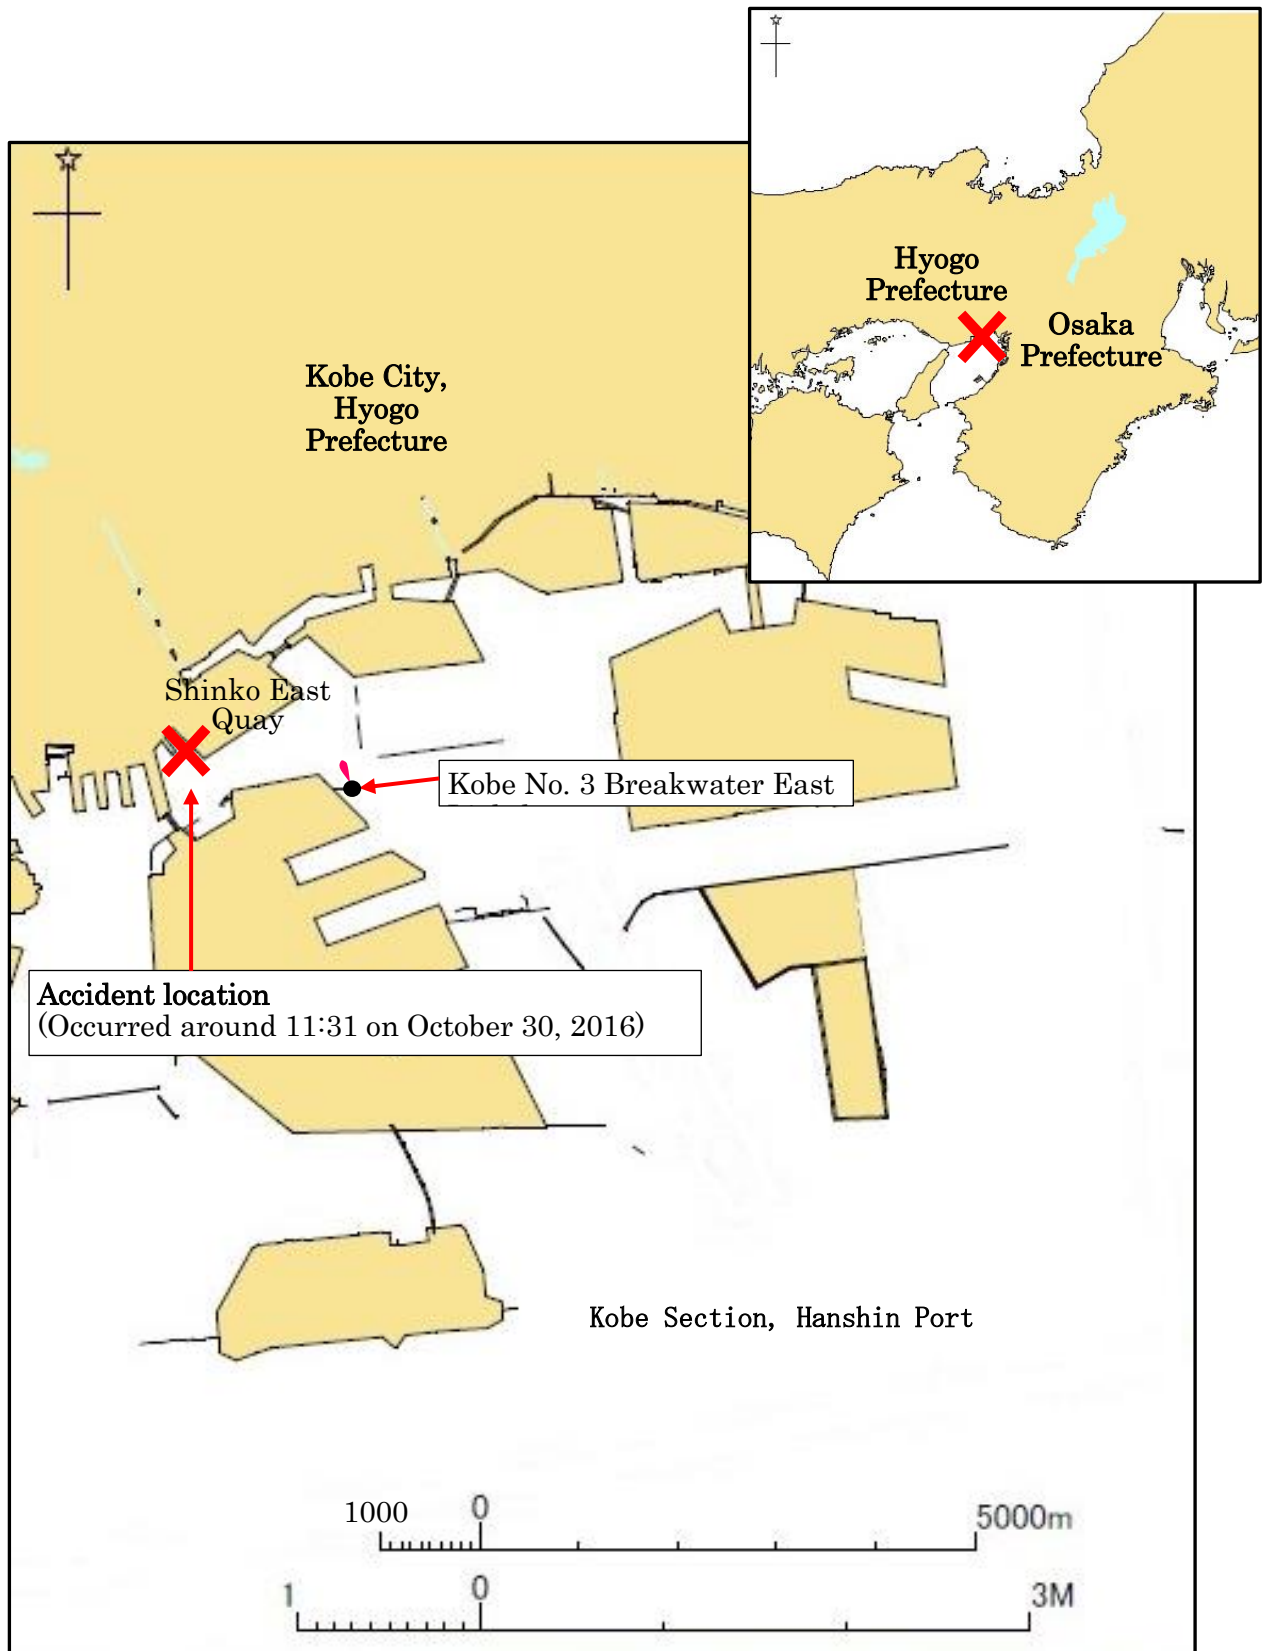 Hyogo
Prefecture
Osaka
Prefecture
Kobe City,
Hyogo
Prefecture
Shinko East
Quay
Kobe No. 3 Breakwater East
Accident location
(Occurred around 11:31 on October 30, 2016)
Kobe Section, Hanshin Port
1000 0 5000m
1 0 3M